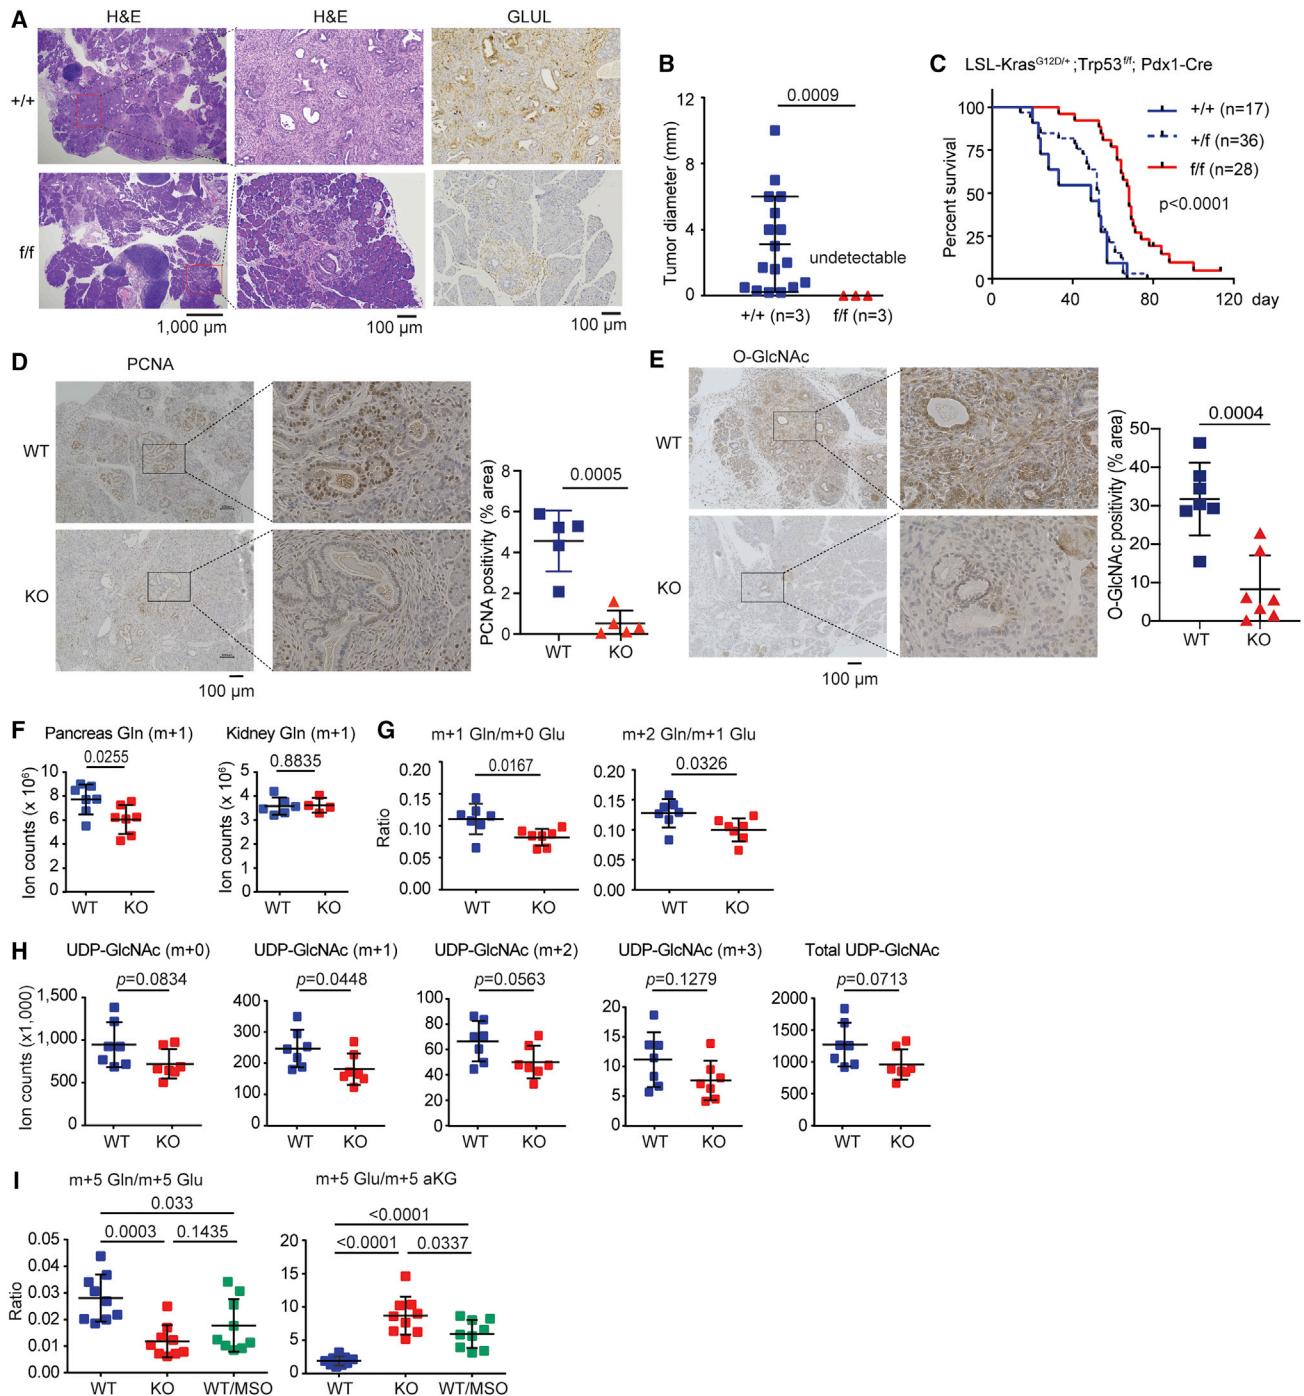 A
H&E
H&E
GLUL
+/+
f/f
1,000 µm
100 µm
100 µm
B
0.0009
Tumor diameter (mm)
12
8
4
0
undetectable
+/+ (n=3)
f/f (n=3)
C
LSL-Kras^G12D/+;Trp53^f/f; Pdx1-Cre
Percent survival
100
75
50
25
0
+/+ (n=17)
+/f (n=36)
f/f (n=28)
p<0.0001
0
40
80
120
day
D
PCNA
WT
KO
100 µm
PCNA positivity (% area)
0.0005
8
6
4
2
0
WT
KO
E
O-GlcNAc
WT
KO
100 µm
O-GlcNAc positivity (% area)
0.0004
50
40
30
20
10
0
WT
KO
F
Pancreas Gln (m+1)
0.0255
Ion counts (x 10^6)
10
8
6
4
2
0
WT
KO
Kidney Gln (m+1)
0.8835
Ion counts (x 10^6)
5
4
3
2
1
0
WT
KO
G
m+1 Gln/m+0 Glu
0.0167
Ratio
0.20
0.15
0.10
0.05
0.00
WT
KO
m+2 Gln/m+1 Glu
0.0326
0.20
0.15
0.10
0.05
0.00
WT
KO
H
UDP-GlcNAc (m+0)
p=0.0834
Ion counts (x1,000)
1,500
1,000
500
0
WT
KO
UDP-GlcNAc (m+1)
p=0.0448
400
300
200
100
0
WT
KO
UDP-GlcNAc (m+2)
p=0.0563
100
80
60
40
20
0
WT
KO
UDP-GlcNAc (m+3)
p=0.1279
20
15
10
5
0
WT
KO
Total UDP-GlcNAc
p=0.0713
2000
1500
1000
500
0
WT
KO
I
m+5 Gln/m+5 Glu
0.033
0.0003
0.1435
Ratio
0.05
0.04
0.03
0.02
0.01
0.00
WT
KO
WT/MSO
m+5 Glu/m+5 aKG
<0.0001
<0.0001
0.0337
20
15
10
5
0
WT
KO
WT/MSO